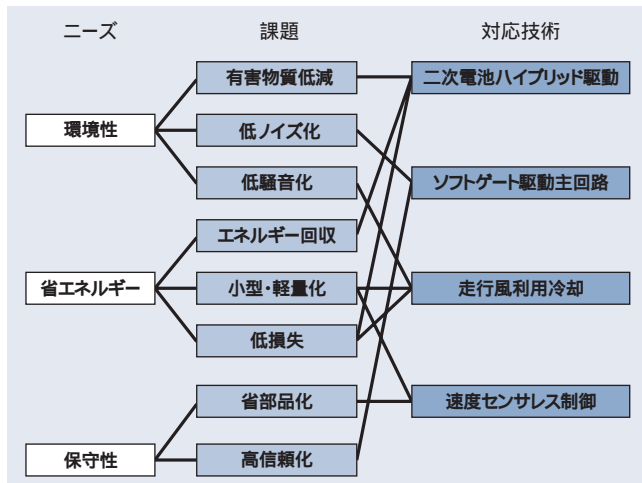 ニーズ
課題
対応技術
有害物質低減
二次電池ハイブリッド駆動
環境性
低ノイズ化
低騒音化
ソフトゲート駆動主回路
エネルギー回収
省エネルギー
小型・軽量化
走行風利用冷却
低損失
省部品化
速度センサレス制御
保守性
高信頼化